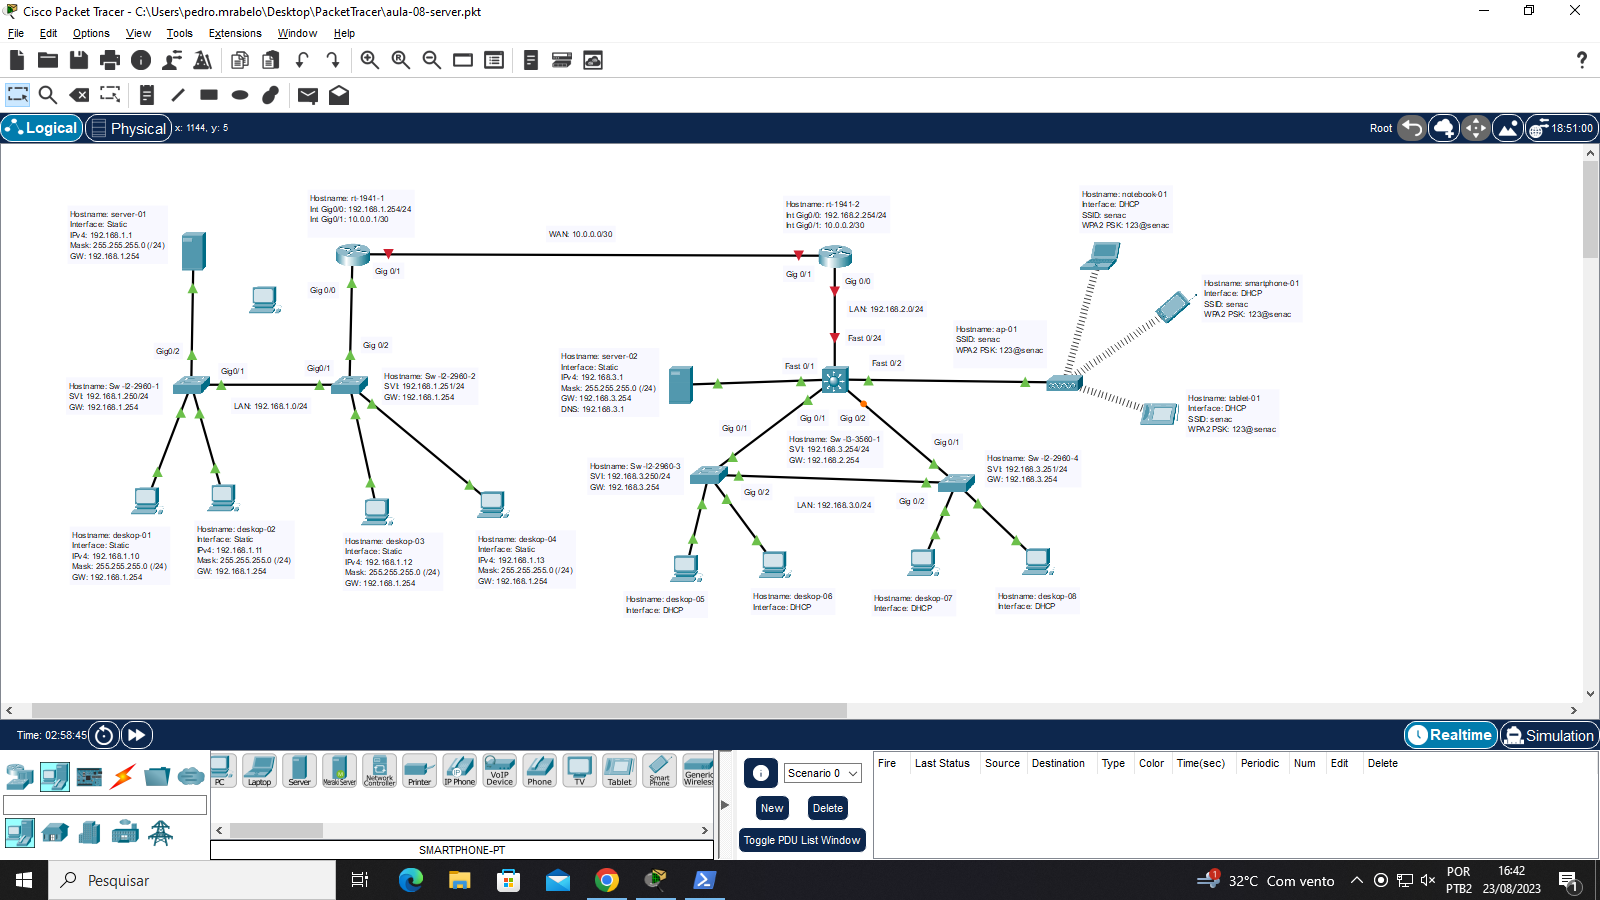 Cisco Packet Tracer - C:\Users\pedro.mrabelo\Desktop\PacketTracer\aula-08-server.pkt
File Edit Options View Tools Extensions Window Help
?
Logical Physical x: 1144, y: 5
Root 18:51:00
Hostname: server-01
Interface: Static
IPv4: 192.168.1.1
Mask: 255.255.255.0 (/24)
GW: 192.168.1.254
Hostname: rt-1941-1
Int Gig0/0: 192.168.1.254/24
Int Gig0/1: 10.0.0.1/30
WAN: 10.0.0.0/30
Hostname: rt-1941-2
Int Gig0/0: 192.168.2.254/24
Int Gig0/1: 10.0.0.2/30
Hostname: notebook-01
Interface: DHCP
SSID: senac
WPA2 PSK: 123@senac
Gig 0/1
Gig 0/0
Gig 0/1
Gig 0/0
Hostname: smartphone-01
Interface: DHCP
SSID: senac
WPA2 PSK: 123@senac
LAN: 192.168.2.0/24
Hostname: ap-01
SSID: senac
WPA2 PSK: 123@senac
Fast 0/24
Gig0/2
Gig 0/2
Gig0/1
Gig0/1
Hostname: server-02
Interface: Static
IPv4: 192.168.3.1
Mask: 255.255.255.0 (/24)
GW: 192.168.3.254
DNS: 192.168.3.1
Fast 0/1
Fast 0/2
Hostname: Sw-l2-2960-1
SVI: 192.168.1.250/24
GW: 192.168.1.254
LAN: 192.168.1.0/24
Hostname: Sw-l2-2960-2
SVI: 192.168.1.251/24
GW: 192.168.1.254
Hostname: tablet-01
Interface: DHCP
SSID: senac
WPA2 PSK: 123@senac
Gig 0/1
Gig 0/1
Gig 0/2
Gig 0/1
Hostname: Sw-l3-3560-1
SVI: 192.168.3.254/24
GW: 192.168.2.254
Hostname: Sw-l2-2960-3
SVI: 192.168.3.250/24
GW: 192.168.3.254
Hostname: Sw-l2-2960-4
SVI: 192.168.3.251/24
GW: 192.168.3.254
Gig 0/2
LAN: 192.168.3.0/24
Gig 0/2
Hostname: deskop-01
Interface: Static
IPv4: 192.168.1.10
Mask: 255.255.255.0 (/24)
GW: 192.168.1.254
Hostname: deskop-02
Interface: Static
IPv4: 192.168.1.11
Mask: 255.255.255.0 (/24)
GW: 192.168.1.254
Hostname: deskop-03
Interface: Static
IPv4: 192.168.1.12
Mask: 255.255.255.0 (/24)
GW: 192.168.1.254
Hostname: deskop-04
Interface: Static
IPv4: 192.168.1.13
Mask: 255.255.255.0 (/24)
GW: 192.168.1.254
Hostname: deskop-05
Interface: DHCP
Hostname: deskop-06
Interface: DHCP
Hostname: deskop-07
Interface: DHCP
Hostname: deskop-08
Interface: DHCP
Time: 02:58:45
Realtime Simulation
PC Laptop Server Meraki Server Network Controller Printer IP Phone VoIP Device Phone TV Tablet Smart Phone Generic Wireless
SMARTPHONE-PT
Scenario 0
New Delete
Toggle PDU List Window
Fire Last Status Source Destination Type Color Time(sec) Periodic Num Edit Delete
Pesquisar
1
32°C Com vento
POR
PTB2
16:42
23/08/2023
1